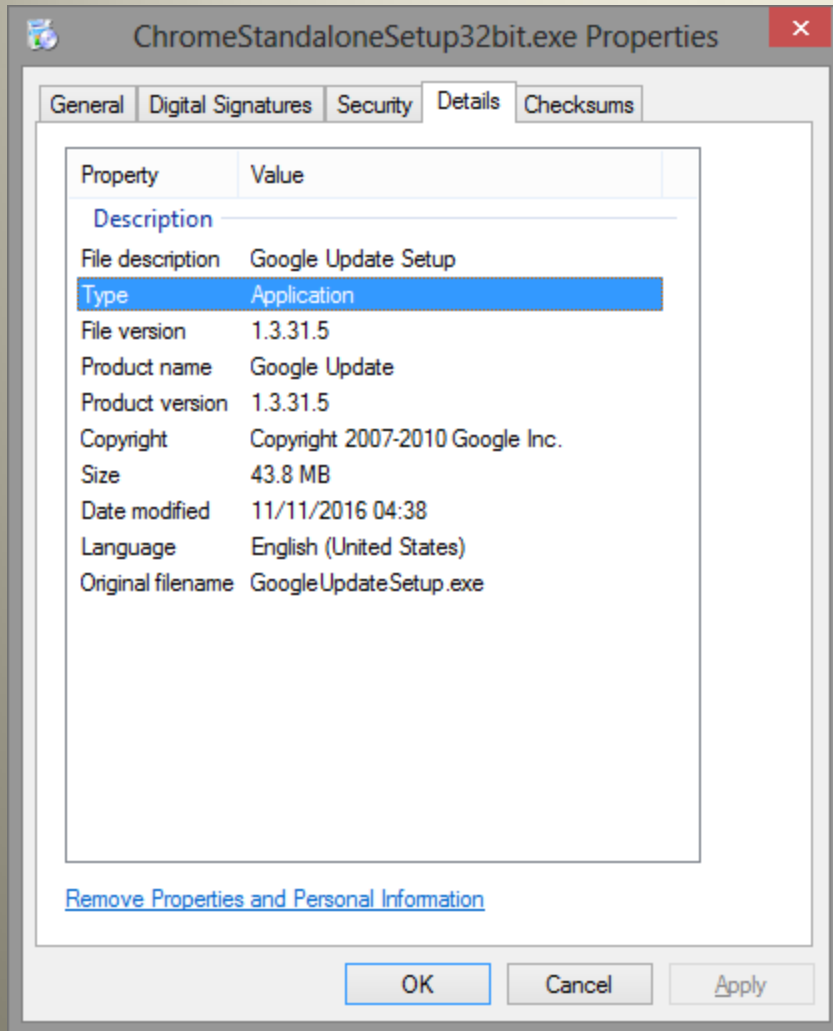 ChromeStandaloneSetup32bit.exe Properties
General Digital Signatures Security Details Checksums
Property Value
Description
File description Google Update Setup
Type Application
File version 1.3.31.5
Product name Google Update
Product version 1.3.31.5
Copyright Copyright 2007-2010 Google Inc.
Size 43.8 MB
Date modified 11/11/2016 04:38
Language English (United States)
Original filename GoogleUpdateSetup.exe
Remove Properties and Personal Information
OK Cancel Apply